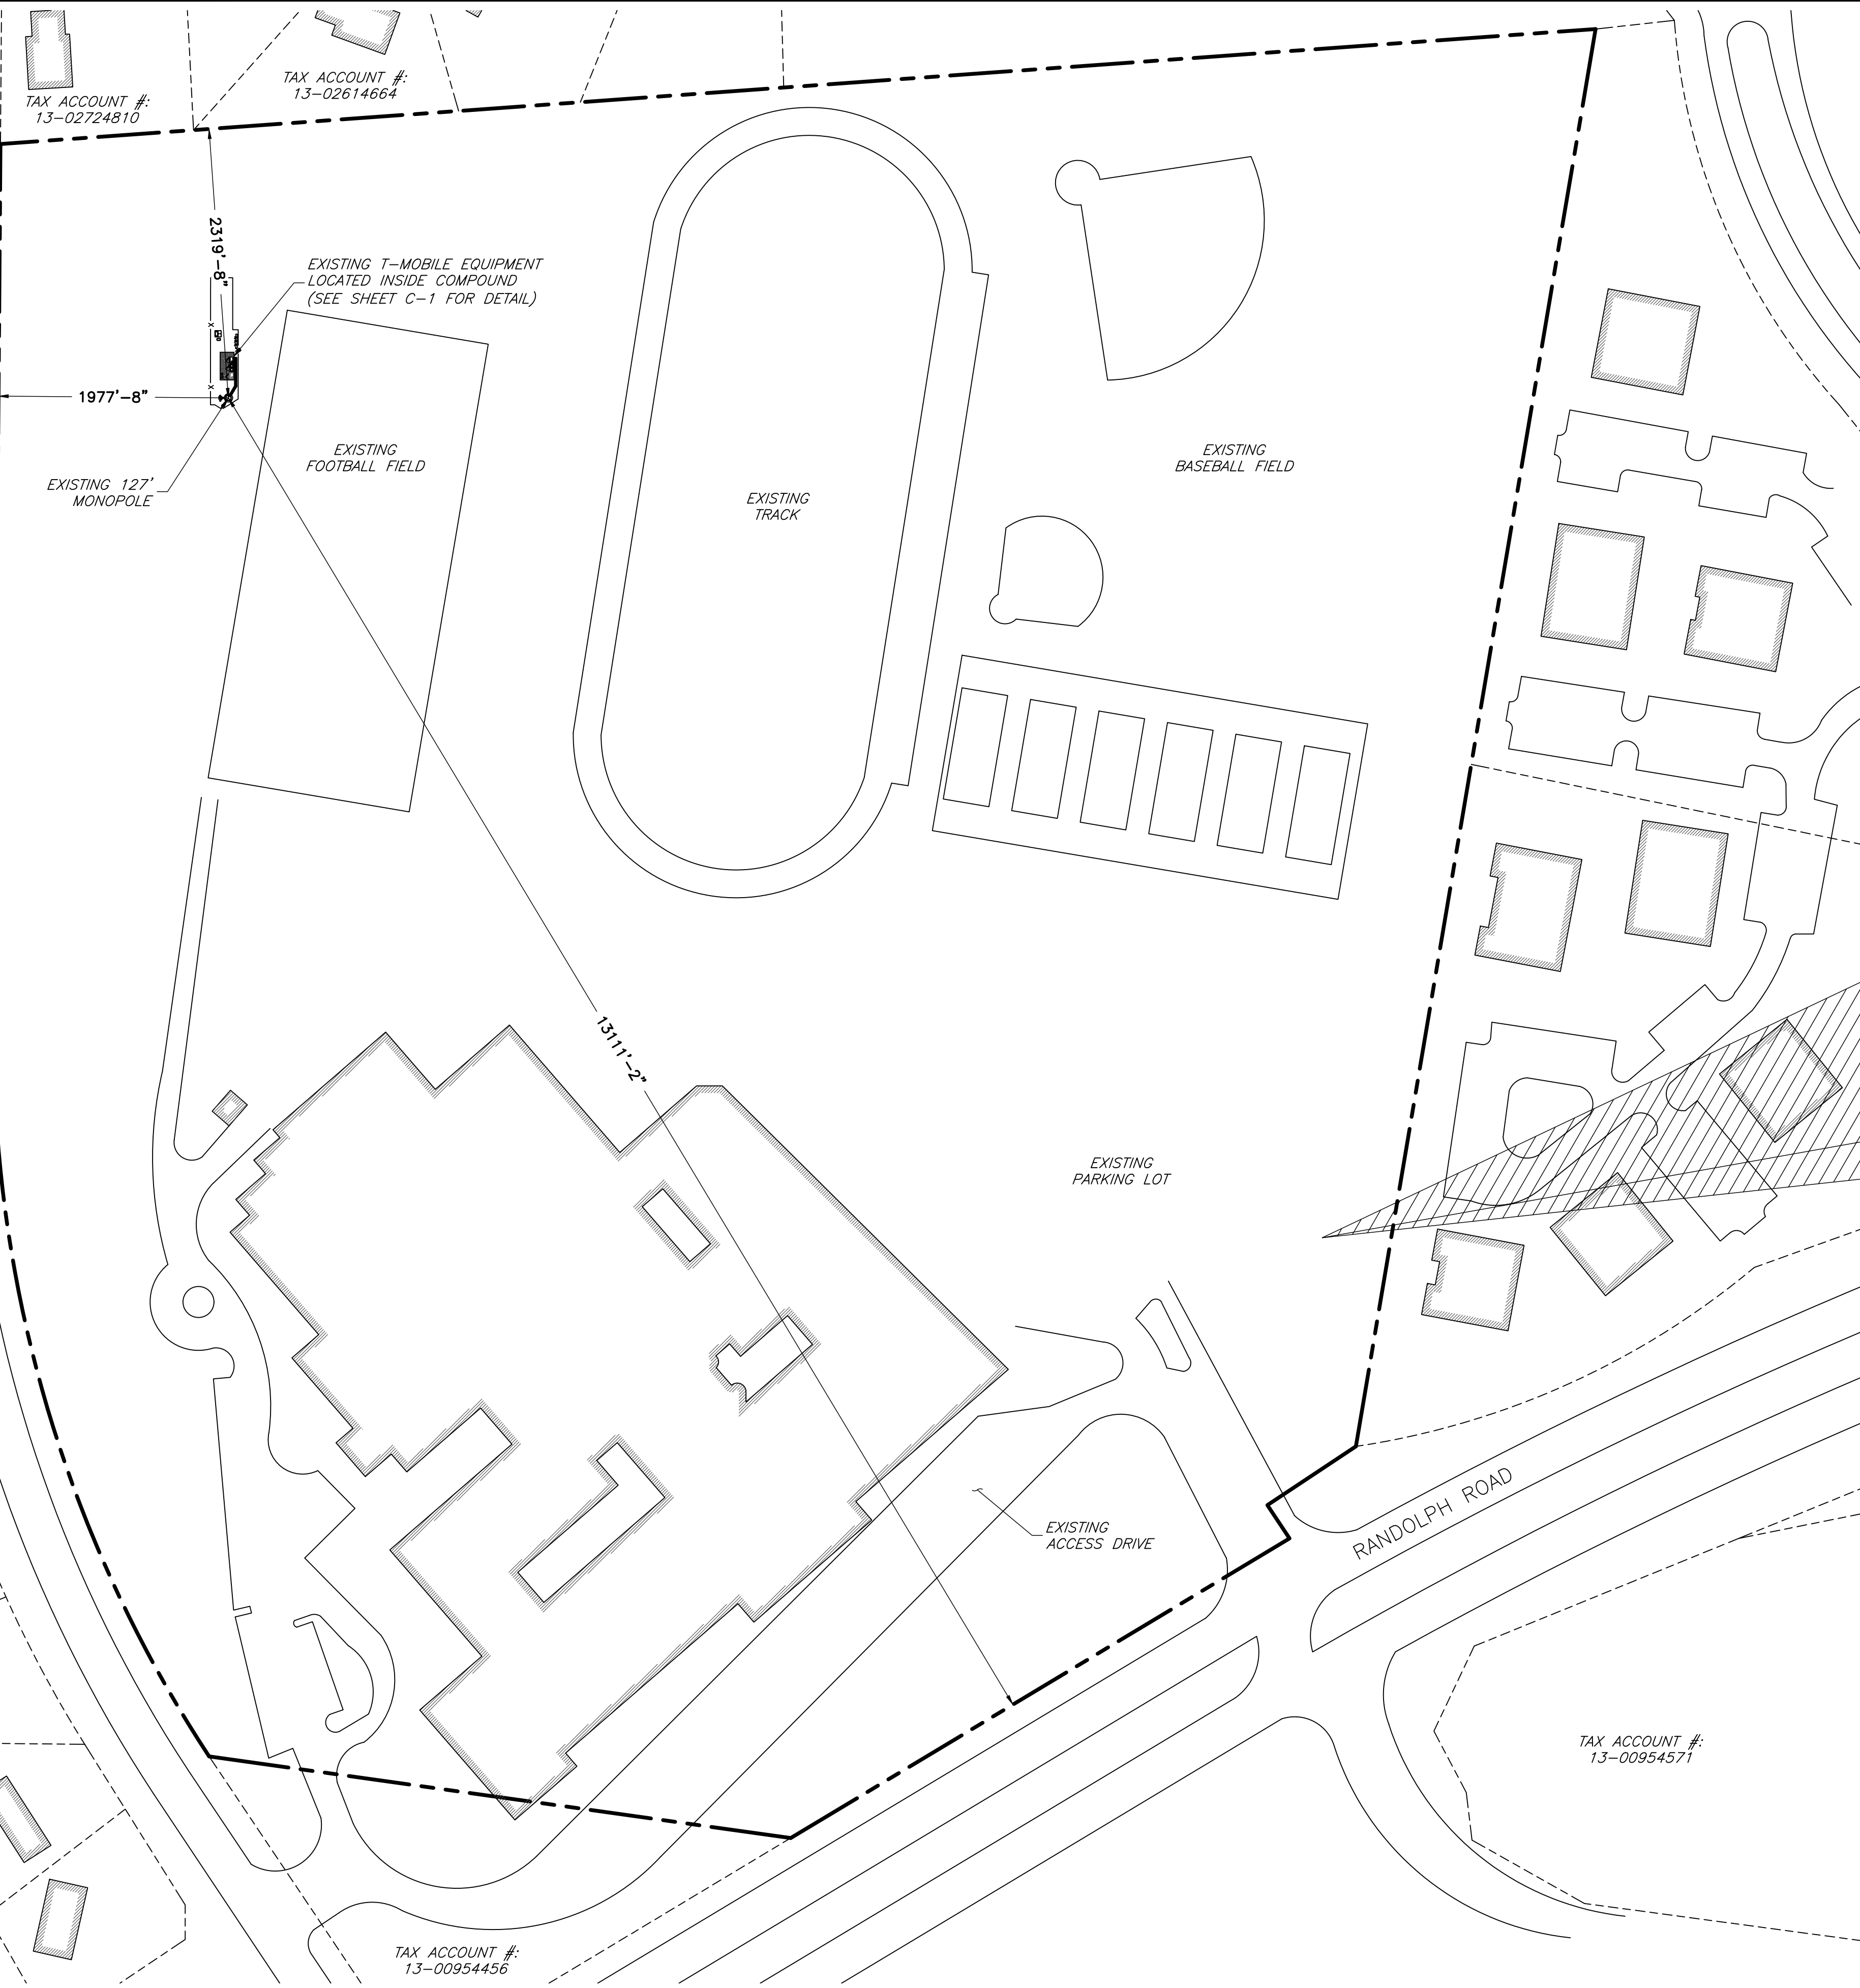 TAX ACCOUNT #:
13-02724810
TAX ACCOUNT #:
13-02614664
2319'-8"
EXISTING T-MOBILE EQUIPMENT
LOCATED INSIDE COMPOUND
(SEE SHEET C-1 FOR DETAIL)
X
X
1977'-8"
EXISTING 127'
MONOPOLE
EXISTING
FOOTBALL FIELD
EXISTING
TRACK
EXISTING
BASEBALL FIELD
13111'-2"
EXISTING
PARKING LOT
EXISTING
ACCESS DRIVE
RANDOLPH ROAD
TAX ACCOUNT #:
13-00954571
TAX ACCOUNT #:
13-00954456